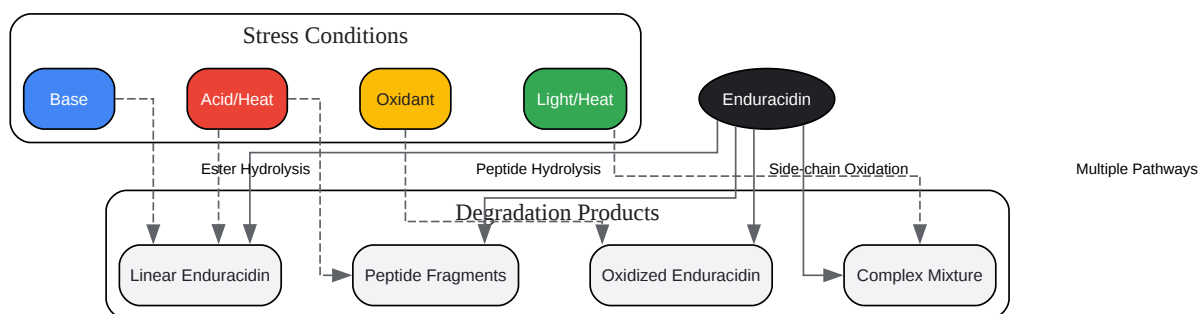 Stress Conditions
Base
Acid/Heat
Oxidant
Light/Heat
Enduracidin
Ester Hydrolysis
Peptide Hydrolysis
Side-chain Oxidation
Multiple Pathways
Degradation Products
Linear Enduracidin
Peptide Fragments
Oxidized Enduracidin
Complex Mixture